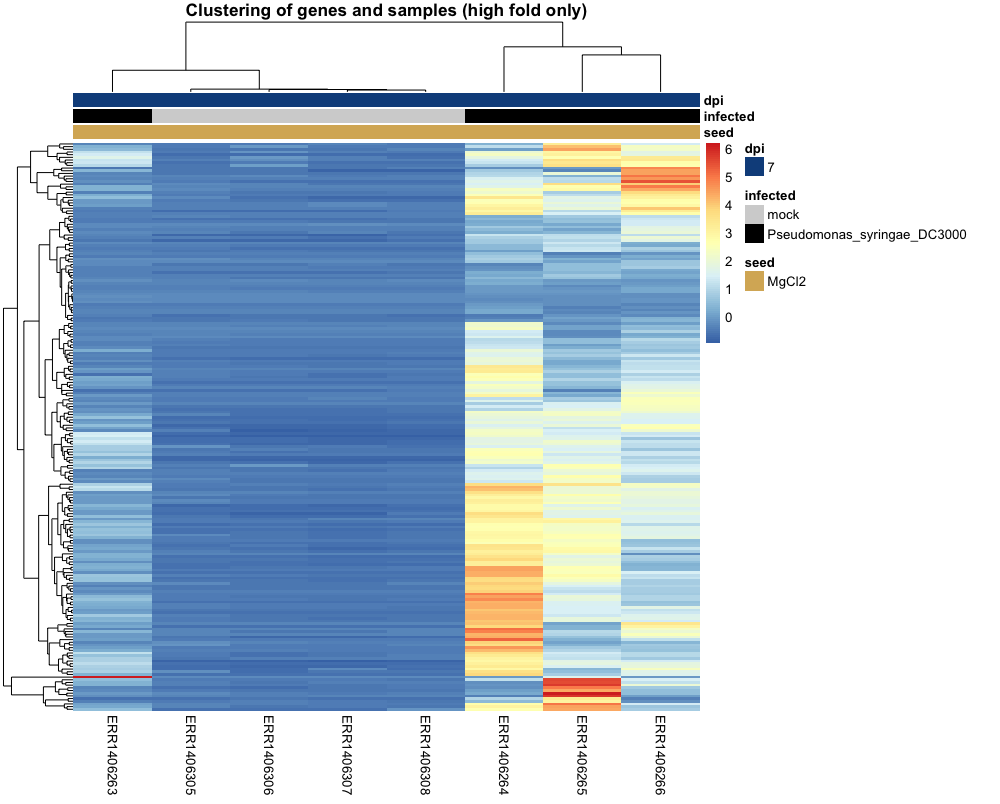 Clustering of genes and samples (high fold only)
dpi
infected
seed
6
5
4
3
2
1
0
dpi
7
infected
mock
Pseudomonas_syringae_DC3000
seed
MgCl2
ERR1406263
ERR1406305
ERR1406306
ERR1406307
ERR1406308
ERR1406264
ERR1406265
ERR1406266